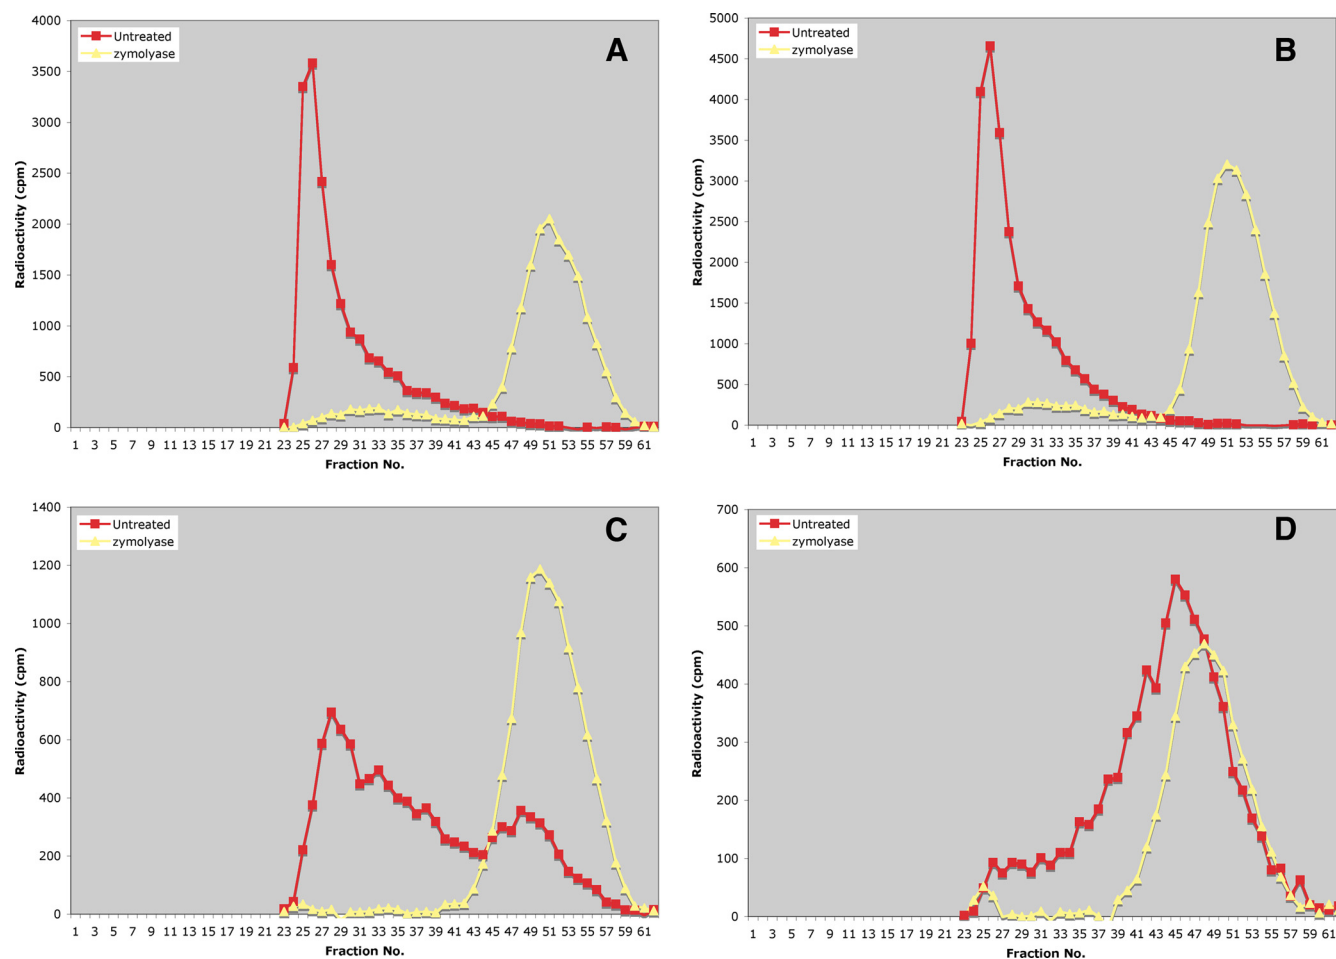 A
Untreated
zymolyase
Radioactivity (cpm)
4000
3500
3000
2500
2000
1500
1000
500
0
1 3 5 7 9 11 13 15 17 19 21 23 25 27 29 31 33 35 37 39 41 43 45 47 49 51 53 55 57 59 61
Fraction No.
B
Untreated
zymolyase
Radioactivity (cpm)
5000
4500
4000
3500
3000
2500
2000
1500
1000
500
0
1 3 5 7 9 11 13 15 17 19 21 23 25 27 29 31 33 35 37 39 41 43 45 47 49 51 53 55 57 59 61
Fraction No.
C
Untreated
zymolyase
Radioactivity (cpm)
1400
1200
1000
800
600
400
200
0
1 3 5 7 9 11 13 15 17 19 21 23 25 27 29 31 33 35 37 39 41 43 45 47 49 51 53 55 57 59 61
Fraction No.
D
Untreated
zymolyase
Radioactivity (cpm)
700
600
500
400
300
200
100
0
1 3 5 7 9 11 13 15 17 19 21 23 25 27 29 31 33 35 37 39 41 43 45 47 49 51 53 55 57 59 61
Fraction No.